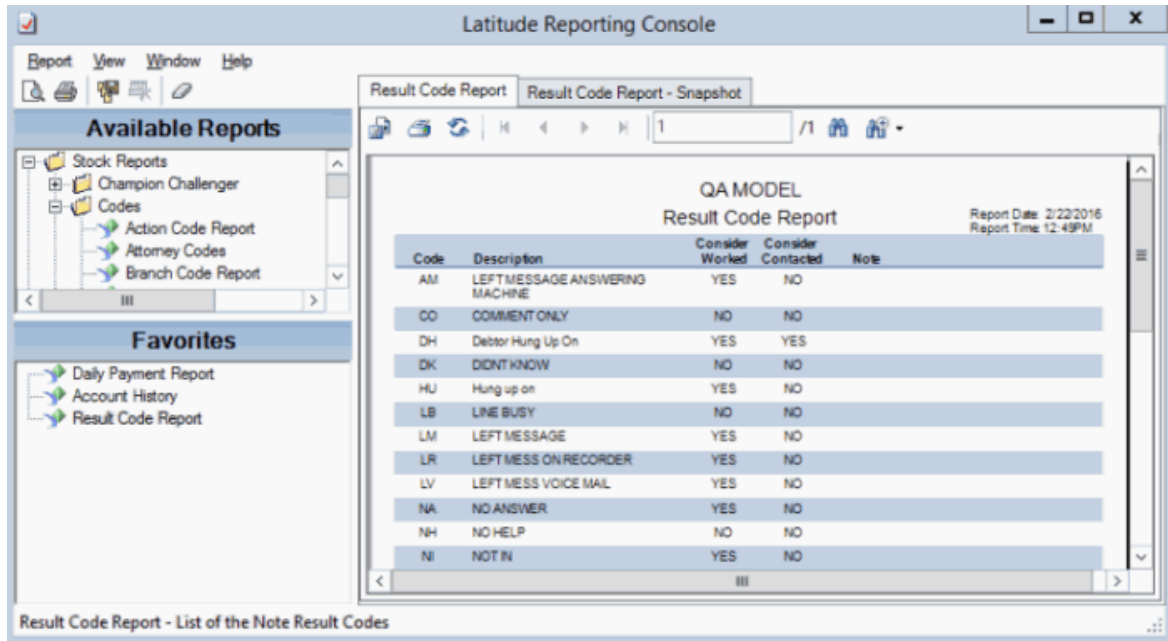 Latitude Reporting Console
Report View Window Help
Available Reports
Stock Reports
Champion Challenger
Codes
Action Code Report
Attorney Codes
Branch Code Report
Favorites
Daily Payment Report
Account History
Result Code Report
Result Code Report Result Code Report - Snapshot
1 /1
QA MODEL
Result Code Report
Report Date: 2/22/2016
Report Time: 12:49PM
Consider Consider
Code Description Worked Contacted Note
AM LEFT MESSAGE ANSWERING YES NO
MACHINE
CO COMMENT ONLY NO NO
DH Debtor Hung Up On YES YES
DK DIDNT KNOW NO NO
HU Hung up on YES NO
LB LINE BUSY NO NO
LM LEFT MESSAGE YES NO
LR LEFT MESS ON RECORDER YES NO
LV LEFT MESS VOICE MAIL YES NO
NA NO ANSWER YES NO
NH NO HELP NO NO
NI NOT IN YES NO
Result Code Report - List of the Note Result Codes